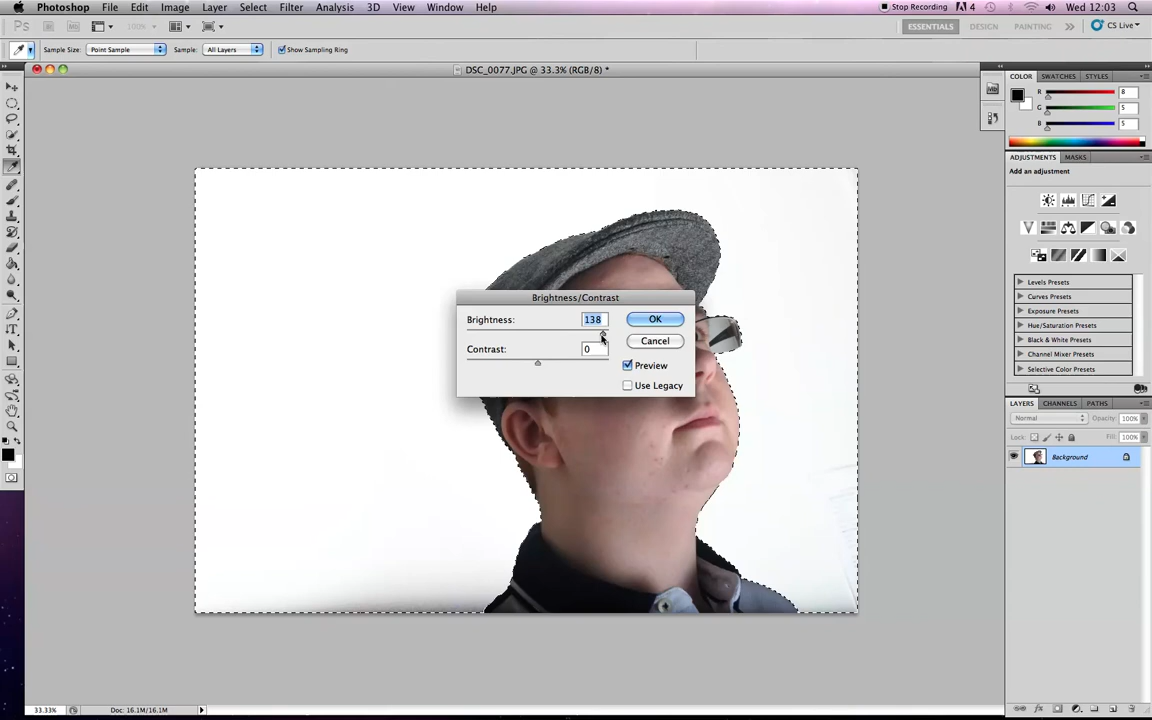 Photoshop File Edit Image Layer Select Filter Analysis 3D View Window Help Stop Recording 4 Wed 12:03
Ps Br Mb 100% ESSENTIALS DESIGN PAINTING CS Live
Sample Size: Point Sample Sample: All Layers Show Sampling Ring
DSC_0077.JPG @ 33.3% (RGB/8) *
COLOR SWATCHES STYLES
R 8
G 5
B 5
ADJUSTMENTS MASKS
Add an adjustment
Levels Presets
Curves Presets
Exposure Presets
Hue/Saturation Presets
Black & White Presets
Channel Mixer Presets
Selective Color Presets
Brightness/Contrast
Brightness: 138 OK
Cancel
Contrast: 0
Preview
Use Legacy
LAYERS CHANNELS PATHS
Normal Opacity: 100%
Lock: Fill: 100%
Background
33.33% Doc: 16.1M/16.1M